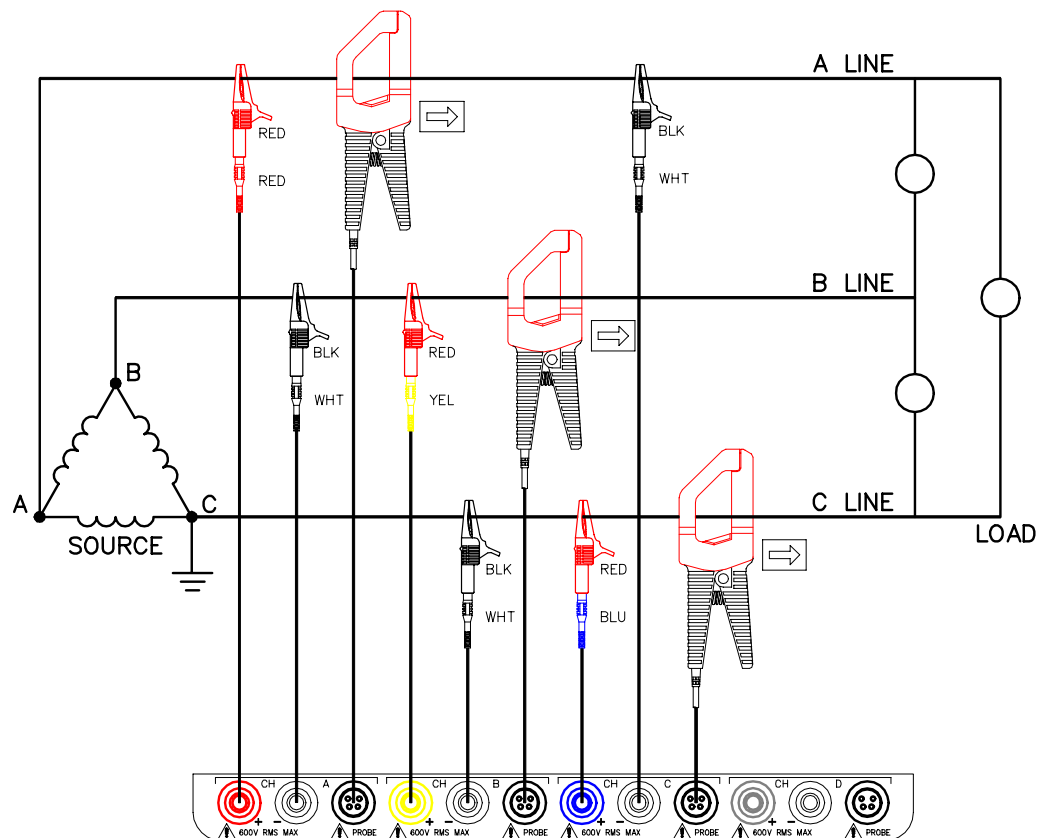 A LINE
RED
BLK
RED
WHT
B LINE
BLK
RED
B
WHT
YEL
A
C
C LINE
SOURCE
LOAD
BLK
RED
WHT
BLU
CH A CH B CH C CH D
+ − + − + − + −
600V RMS MAX PROBE 600V RMS MAX PROBE 600V RMS MAX PROBE 600V RMS MAX PROBE